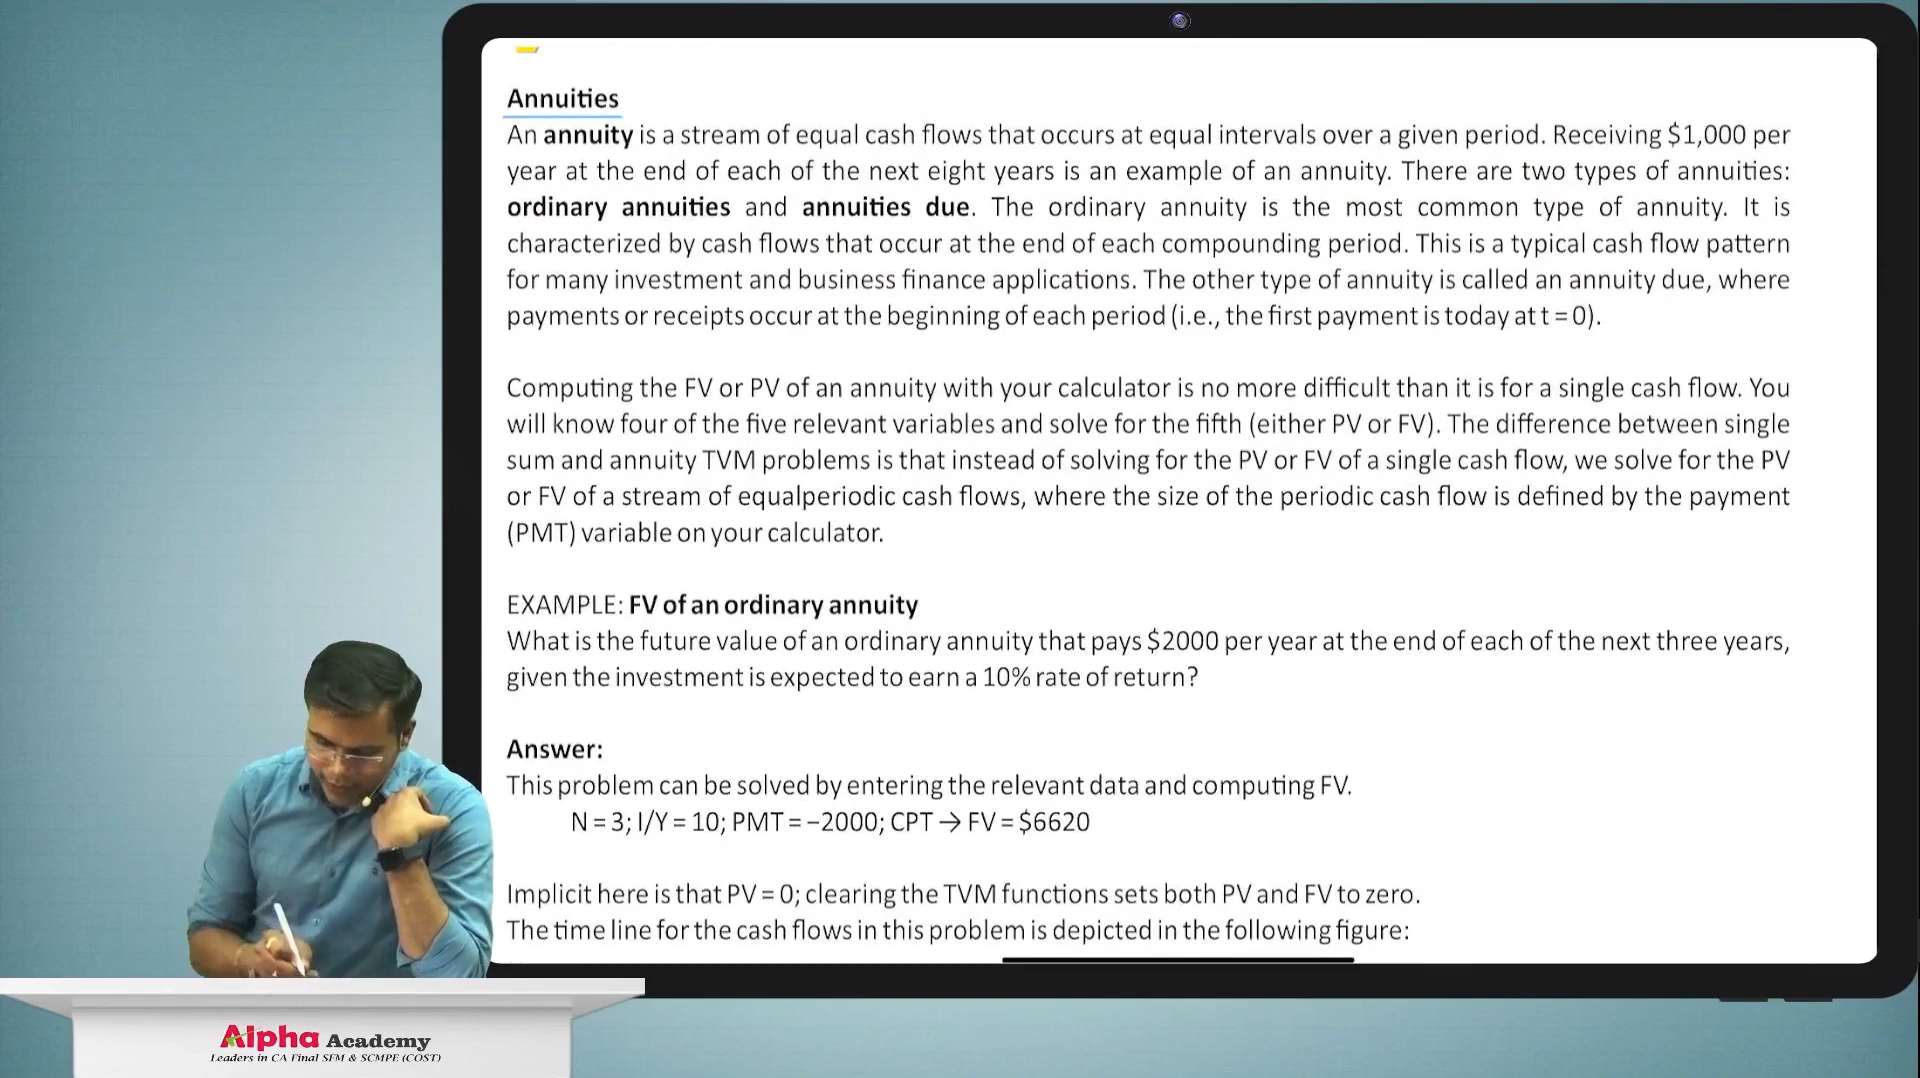 Annuities
An annuity is a stream of equal cash flows that occurs at equal intervals over a given period. Receiving $1,000 per
year at the end of each of the next eight years is an example of an annuity. There are two types of annuities:
ordinary annuities and annuities due. The ordinary annuity is the most common type of annuity. It is
characterized by cash flows that occur at the end of each compounding period. This is a typical cash flow pattern
for many investment and business finance applications. The other type of annuity is called an annuity due, where
payments or receipts occur at the beginning of each period (i.e., the first payment is today at t = 0).
Computing the FV or PV of an annuity with your calculator is no more difficult than it is for a single cash flow. You
will know four of the five relevant variables and solve for the fifth (either PV or FV). The difference between single
sum and annuity TVM problems is that instead of solving for the PV or FV of a single cash flow, we solve for the PV
or FV of a stream of equalperiodic cash flows, where the size of the periodic cash flow is defined by the payment
(PMT) variable on your calculator.
EXAMPLE: FV of an ordinary annuity
What is the future value of an ordinary annuity that pays $2000 per year at the end of each of the next three years,
given the investment is expected to earn a 10% rate of return?
Answer:
This problem can be solved by entering the relevant data and computing FV.
N = 3; I/Y = 10; PMT = −2000; CPT → FV = $6620
Implicit here is that PV = 0; clearing the TVM functions sets both PV and FV to zero.
The time line for the cash flows in this problem is depicted in the following figure:
Alpha Academy
Leaders in CA Final SFM & SCMPE (COST)